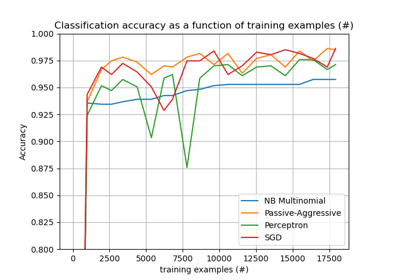 Classification accuracy as a function of training examples (#)
1.000
0.975
0.950
0.925
0.900
0.875
0.850
0.825
0.800
Accuracy
NB Multinomial
Passive-Aggressive
Perceptron
SGD
0 2500 5000 7500 10000 12500 15000 17500
training examples (#)